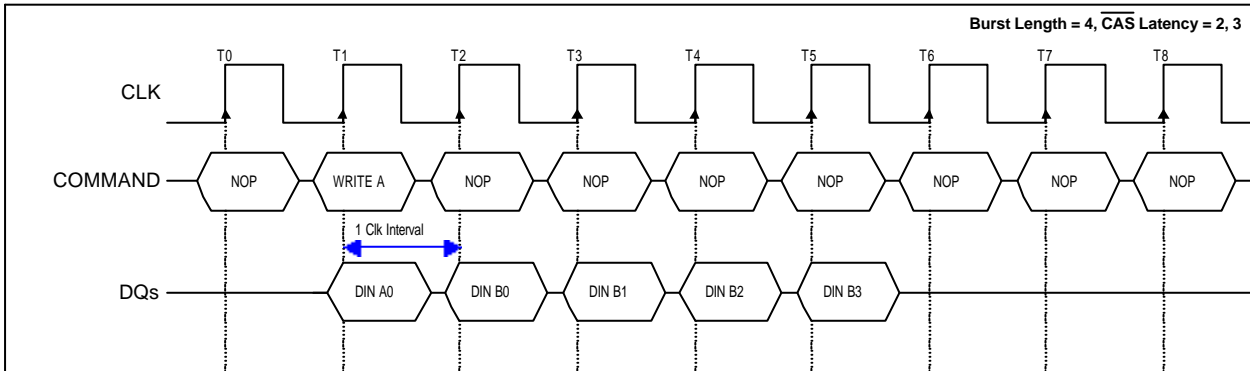 Burst Length = 4, CAS Latency = 2, 3
T0 T1 T2 T3 T4 T5 T6 T7 T8
CLK
COMMAND NOP WRITE A NOP NOP NOP NOP NOP NOP NOP
1 Clk Interval
DQs DIN A0 DIN B0 DIN B1 DIN B2 DIN B3